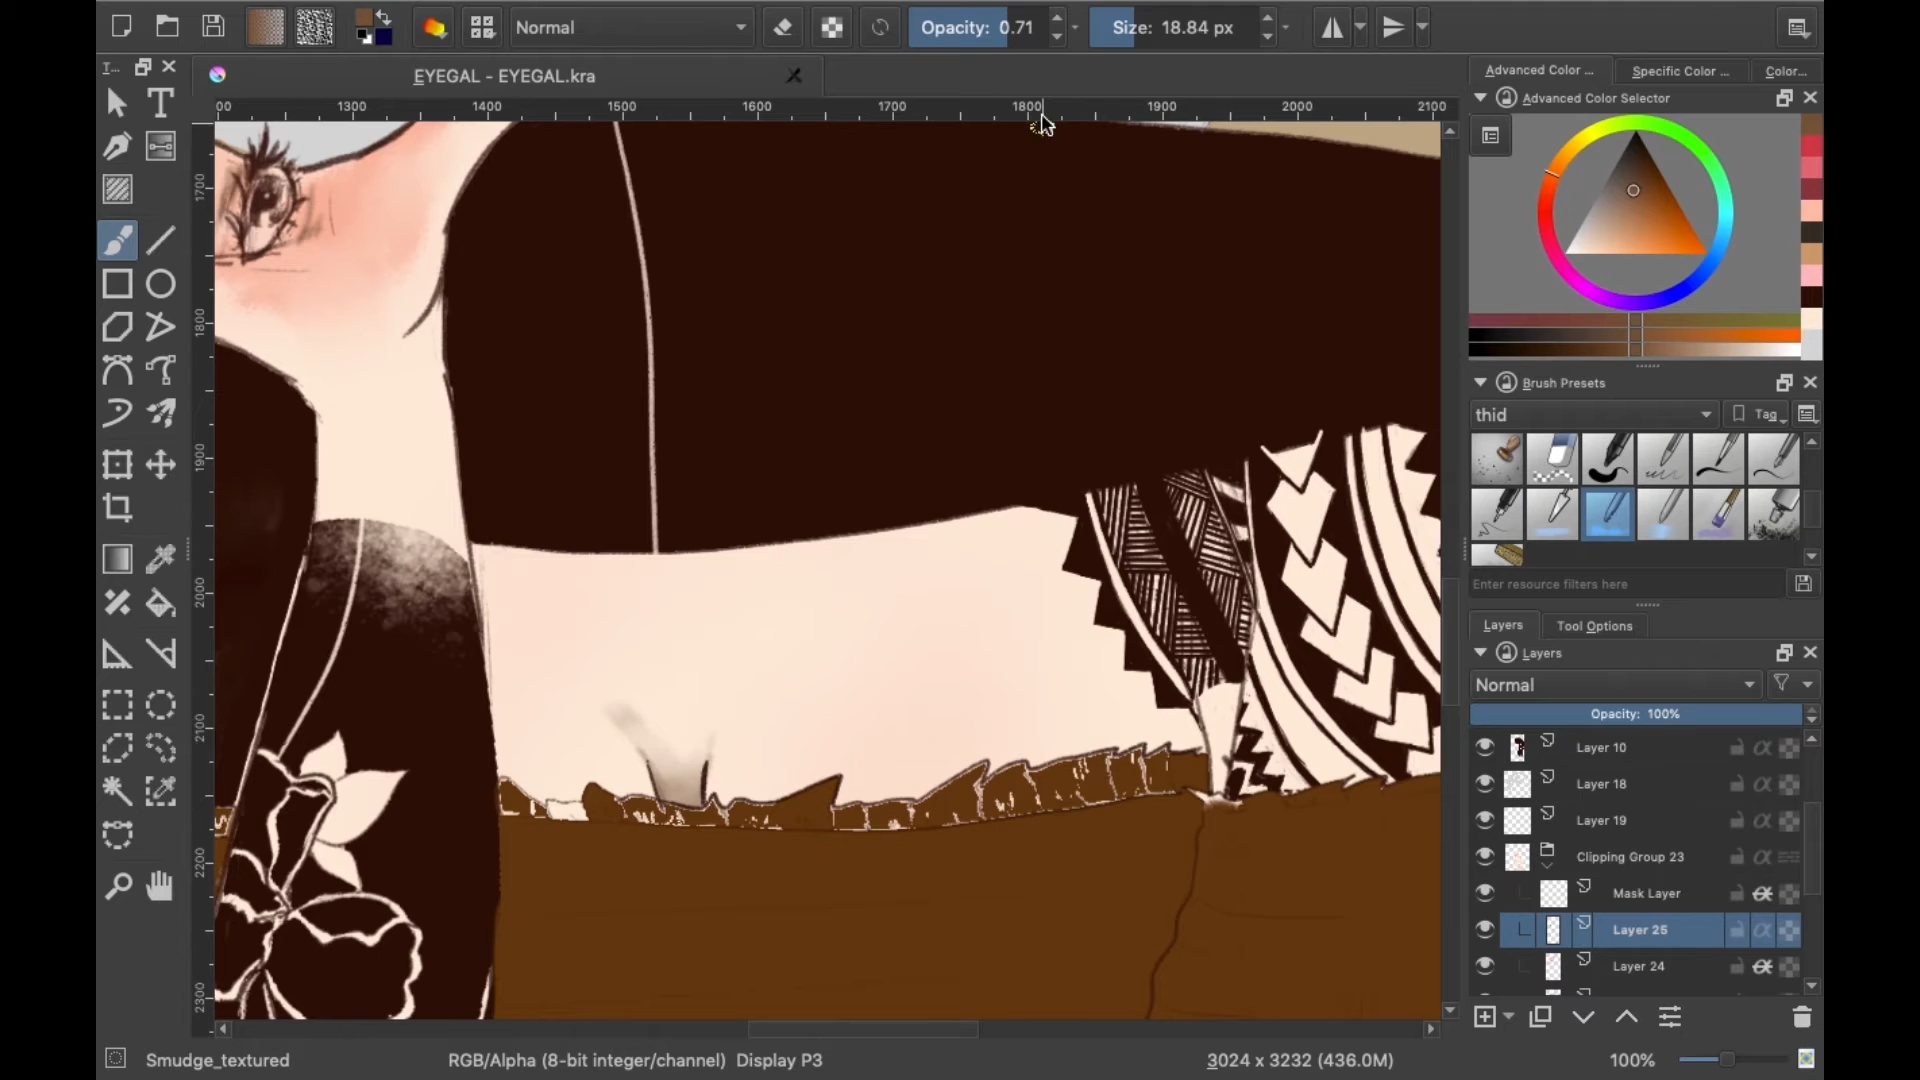 Normal
Opacity: 0.71
Size: 18.84 px
T...
EYEGAL - EYEGAL.kra
00 1300 1400 1500 1600 1700 1800 1900 2000 2100
1700
1800
1900
2000
2100
2200
2300
Advanced Color ...
Specific Color ...
Color...
Advanced Color Selector
Brush Presets
thid
Tag
Enter resource filters here
Layers
Tool Options
Layers
Normal
Opacity: 100%
Layer 10
Layer 18
Layer 19
Clipping Group 23
Mask Layer
Layer 25
Layer 24
Smudge_textured
RGB/Alpha (8-bit integer/channel) Display P3
3024 x 3232 (436.0M)
100%